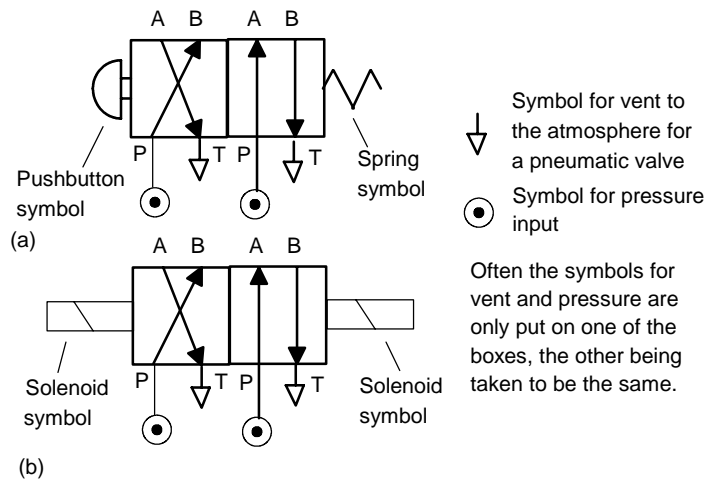 A B A B
P T P T
Pushbutton
symbol
Spring
symbol
(a)
Symbol for vent to
the atmosphere for
a pneumatic valve
Symbol for pressure
input
A B A B
P T P T
Solenoid
symbol
Solenoid
symbol
(b)
Often the symbols for
vent and pressure are
only put on one of the
boxes, the other being
taken to be the same.